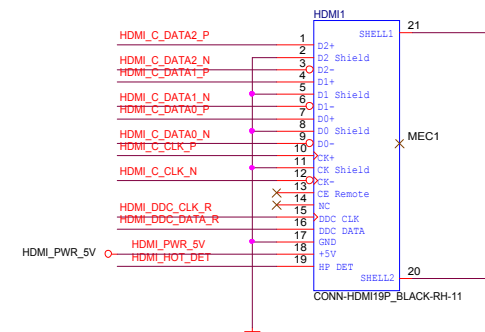 HDMI1
HDMI_C_DATA2_P 1 D2+ SHELL1 21
2 D2 Shield
HDMI_C_DATA2_N 3 D2-
HDMI_C_DATA1_P 4 D1+
5 D1 Shield
HDMI_C_DATA1_N 6 D1-
HDMI_C_DATA0_P 7 D0+
8 D0 Shield
HDMI_C_DATA0_N 9 D0- MEC1
HDMI_C_CLK_P 10 CK+
11 CK Shield
HDMI_C_CLK_N 12 CK-
13 CE Remote
14 NC
HDMI_DDC_CLK_R 15 DDC CLK
HDMI_DDC_DATA_R 16 DDC DATA
17 GND
HDMI_PWR_5V HDMI_PWR_5V 18 +5V
HDMI_HOT_DET 19 HP DET
SHELL2 20
CONN-HDMI19P_BLACK-RH-11